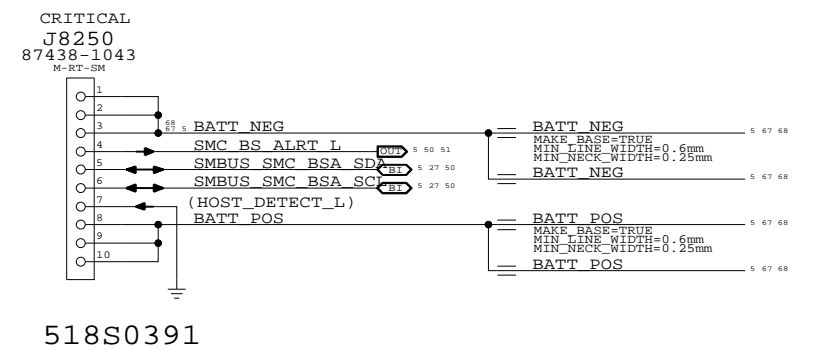 CRITICAL
J8250
87438-1043
M-RT-SM
1
2
3
68
67 5 BATT_NEG
BATT_NEG
5 67 68
MAKE_BASE=TRUE
MIN_LINE_WIDTH=0.6mm
MIN_NECK_WIDTH=0.25mm
4
SMC_BS_ALRT_L
OUT
5 50 51
5
SMBUS_SMC_BSA_SDA
BI
5 27 50
BATT_NEG
5 67 68
6
SMBUS_SMC_BSA_SCL
BI
5 27 50
7
(HOST_DETECT_L)
8
BATT_POS
BATT_POS
5 67 68
MAKE_BASE=TRUE
MIN_LINE_WIDTH=0.6mm
MIN_NECK_WIDTH=0.25mm
9
10
BATT_POS
5 67 68
518S0391